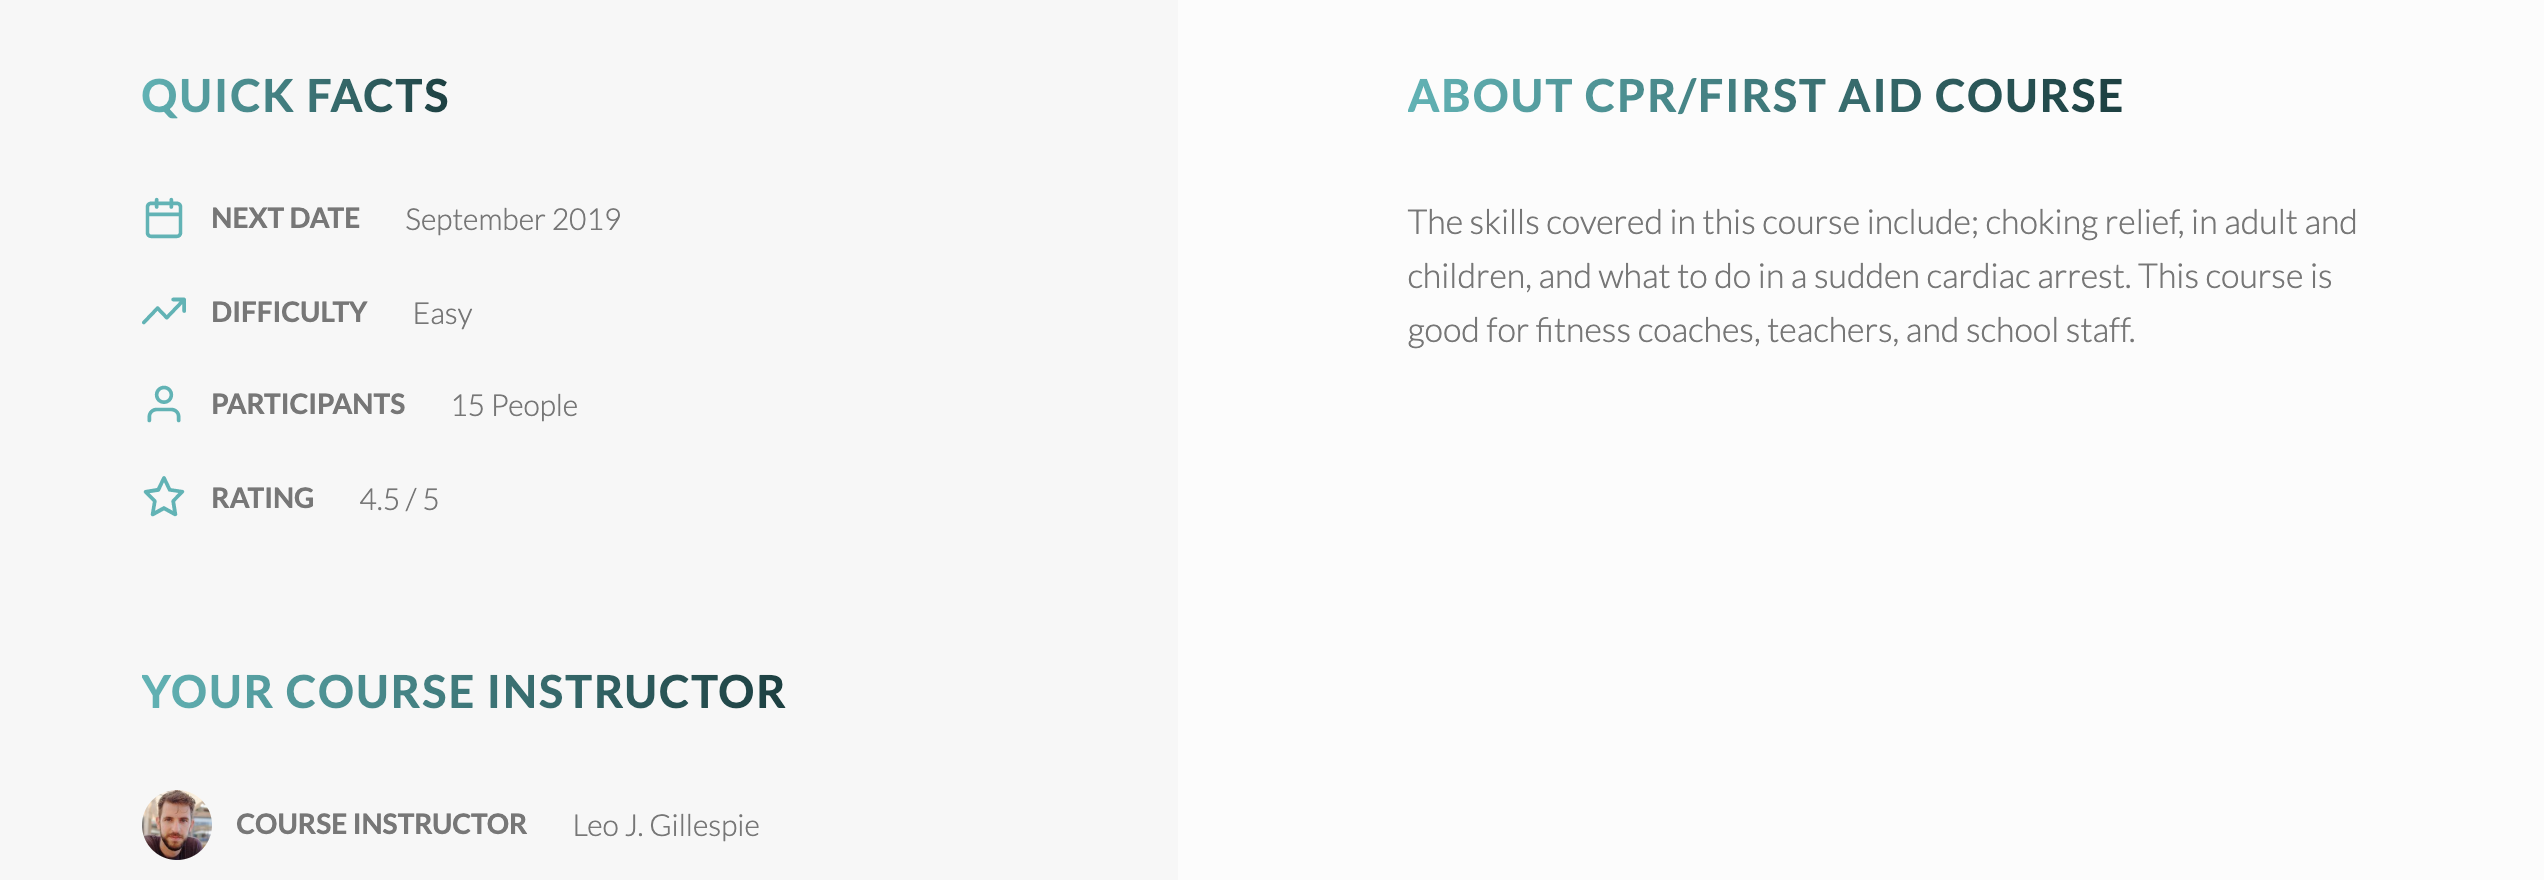 QUICK FACTS
NEXT DATE September 2019
DIFFICULTY Easy
PARTICIPANTS 15 People
RATING 4.5 / 5
YOUR COURSE INSTRUCTOR
COURSE INSTRUCTOR Leo J. Gillespie
ABOUT CPR/FIRST AID COURSE
The skills covered in this course include; choking relief, in adult and
children, and what to do in a sudden cardiac arrest. This course is
good for fitness coaches, teachers, and school staff.